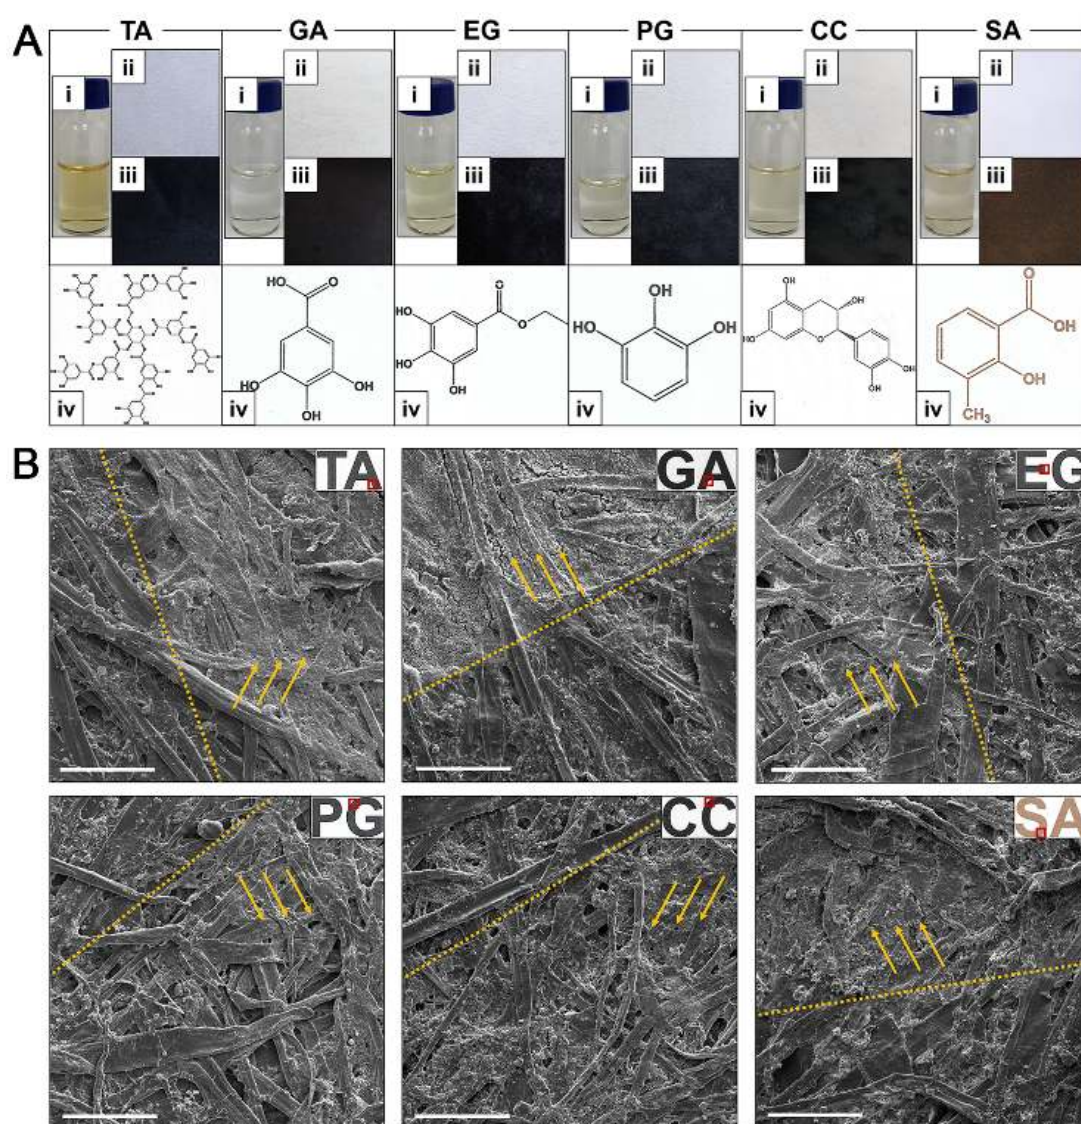 A
TA GA EG PG CC SA
i ii i ii i ii i ii i ii i ii
iii iii iii iii iii iii
iv iv iv iv iv iv
HO O
HO OH
OH
O
HO O
HO
OH
OH
HO OH
OH
OH
HO O
OH
OH
O
OH
OH
CH₃
B
TA GA EG
PG CC SA